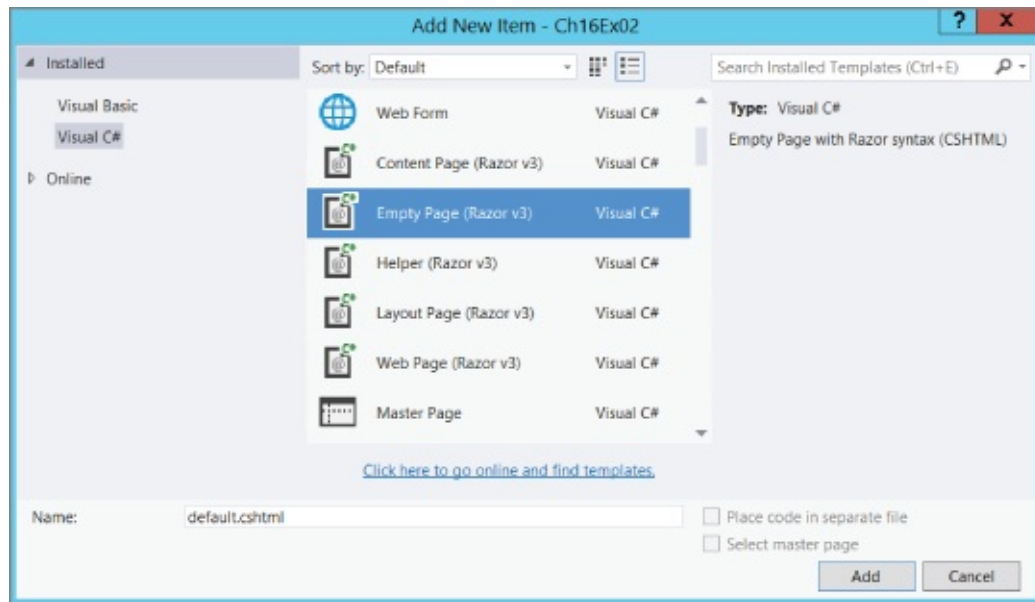 Add New Item - Ch16Ex02
? X
Installed
Visual Basic
Visual C#
Online
Sort by: Default
Web Form Visual C#
Content Page (Razor v3) Visual C#
Empty Page (Razor v3) Visual C#
Helper (Razor v3) Visual C#
Layout Page (Razor v3) Visual C#
Web Page (Razor v3) Visual C#
Master Page Visual C#
Click here to go online and find templates.
Search Installed Templates (Ctrl+E)
Type: Visual C#
Empty Page with Razor syntax (CSHTML)
Name: default.cshtml
Place code in separate file
Select master page
Add Cancel